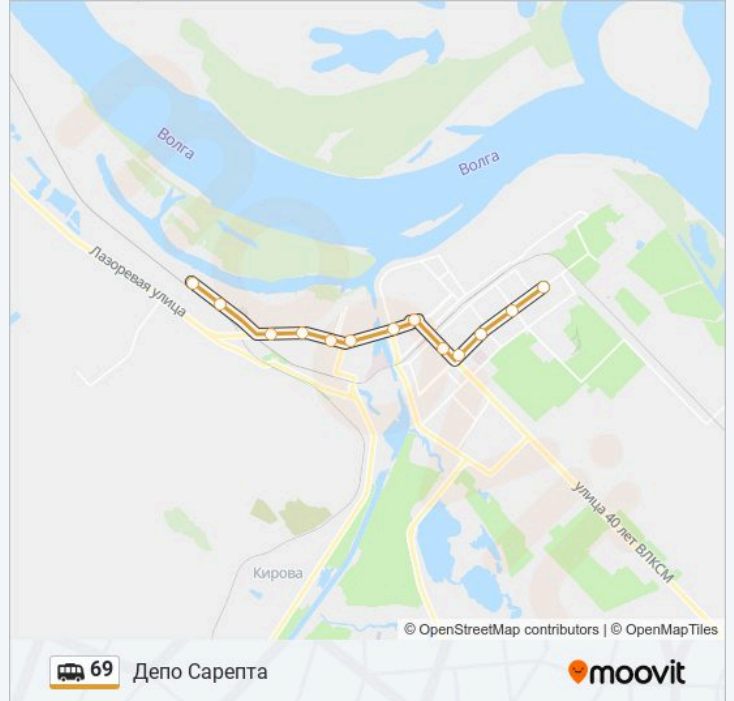 Волга
Волга
Лазоревая улица
улица 40 лет ВЛКСМ
Кирова
© OpenStreetMap contributors | © OpenMapTiles
69 Депо Сарепта
moovit